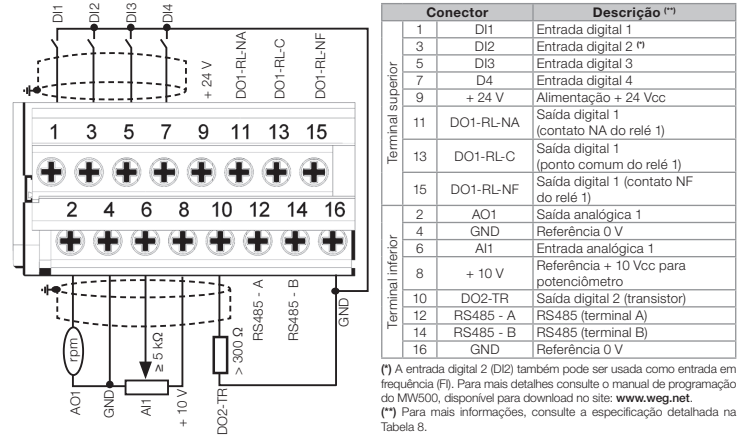 DI1
DI2
DI3
DI4
+ 24 V
DO1-RL-NA
DO1-RL-C
DO1-RL-NF
1 3 5 7 9 11 13 15
2 4 6 8 10 12 14 16
rpm
≥ 5 kΩ
> 300 Ω
RS485 - A
RS485 - B
GND
AO1
GND
AI1
+ 10 V
DO2-TR
Conector Descrição (**)
Terminal superior
1 DI1 Entrada digital 1
3 DI2 Entrada digital 2 (*)
5 DI3 Entrada digital 3
7 D4 Entrada digital 4
9 + 24 V Alimentação + 24 Vcc
11 DO1-RL-NA Saída digital 1
(contato NA do relé 1)
13 DO1-RL-C Saída digital 1
(ponto comum do relé 1)
15 DO1-RL-NF Saída digital 1 (contato NF
do relé 1)
Terminal inferior
2 AO1 Saída analógica 1
4 GND Referência 0 V
6 AI1 Entrada analógica 1
8 + 10 V Referência + 10 Vcc para
potenciômetro
10 DO2-TR Saída digital 2 (transistor)
12 RS485 - A RS485 (terminal A)
14 RS485 - B RS485 (terminal B)
16 GND Referência 0 V
(*) A entrada digital 2 (DI2) também pode ser usada como entrada em
frequência (FI). Para mais detalhes consulte o manual de programação
do MW500, disponível para download no site: www.weg.net.
(**) Para mais informações, consulte a especificação detalhada na
Tabela 8.